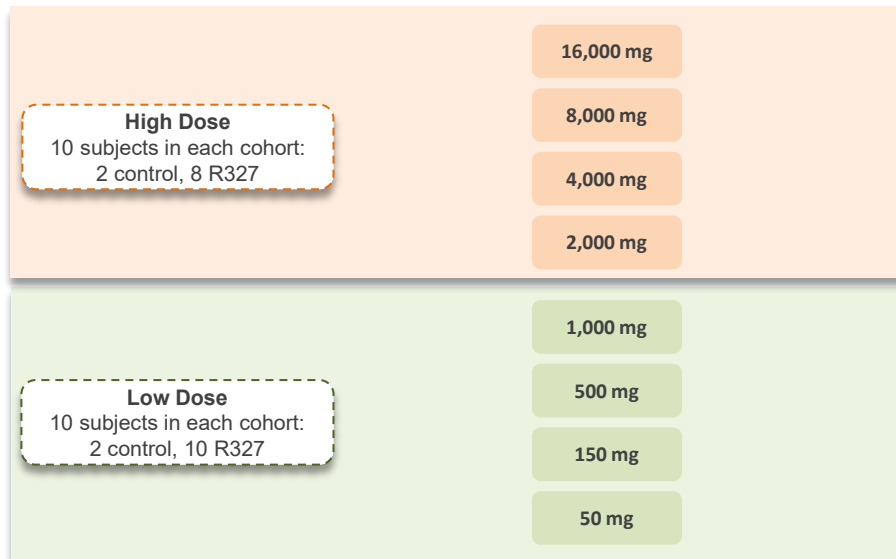 High Dose
10 subjects in each cohort:
2 control, 8 R327
16,000 mg
8,000 mg
4,000 mg
2,000 mg
Low Dose
10 subjects in each cohort:
2 control, 10 R327
1,000 mg
500 mg
150 mg
50 mg